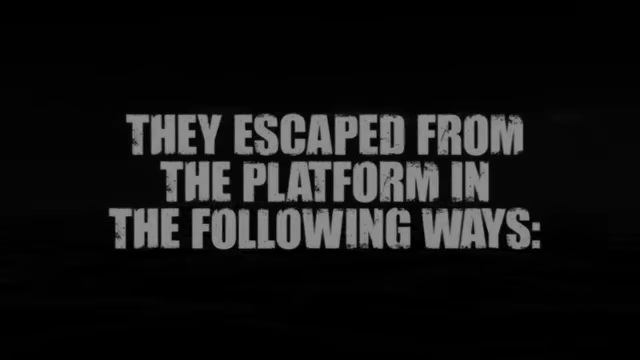 THEY ESCAPED FROM
THE PLATFORM IN
THE FOLLOWING WAYS: